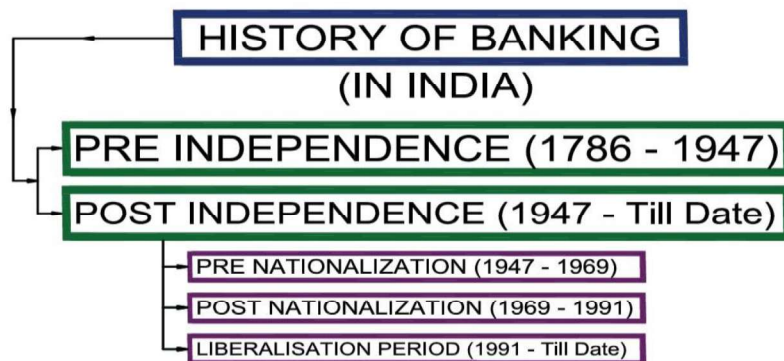 HISTORY OF BANKING
(IN INDIA)
PRE INDEPENDENCE (1786 - 1947)
POST INDEPENDENCE (1947 - Till Date)
PRE NATIONALIZATION (1947 - 1969)
POST NATIONALIZATION (1969 - 1991)
LIBERALISATION PERIOD (1991 - Till Date)